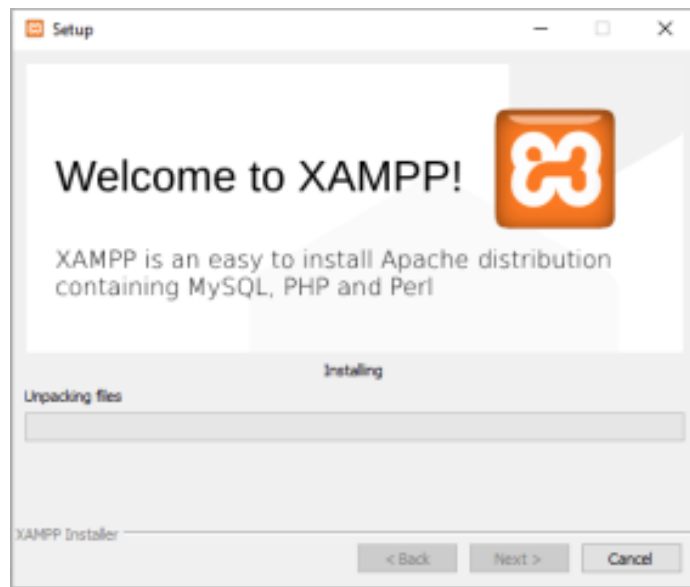 Setup
Welcome to XAMPP!
XAMPP is an easy to install Apache distribution
containing MySQL, PHP and Perl
Installing
Unpacking files
XAMPP Installer
< Back
Next >
Cancel